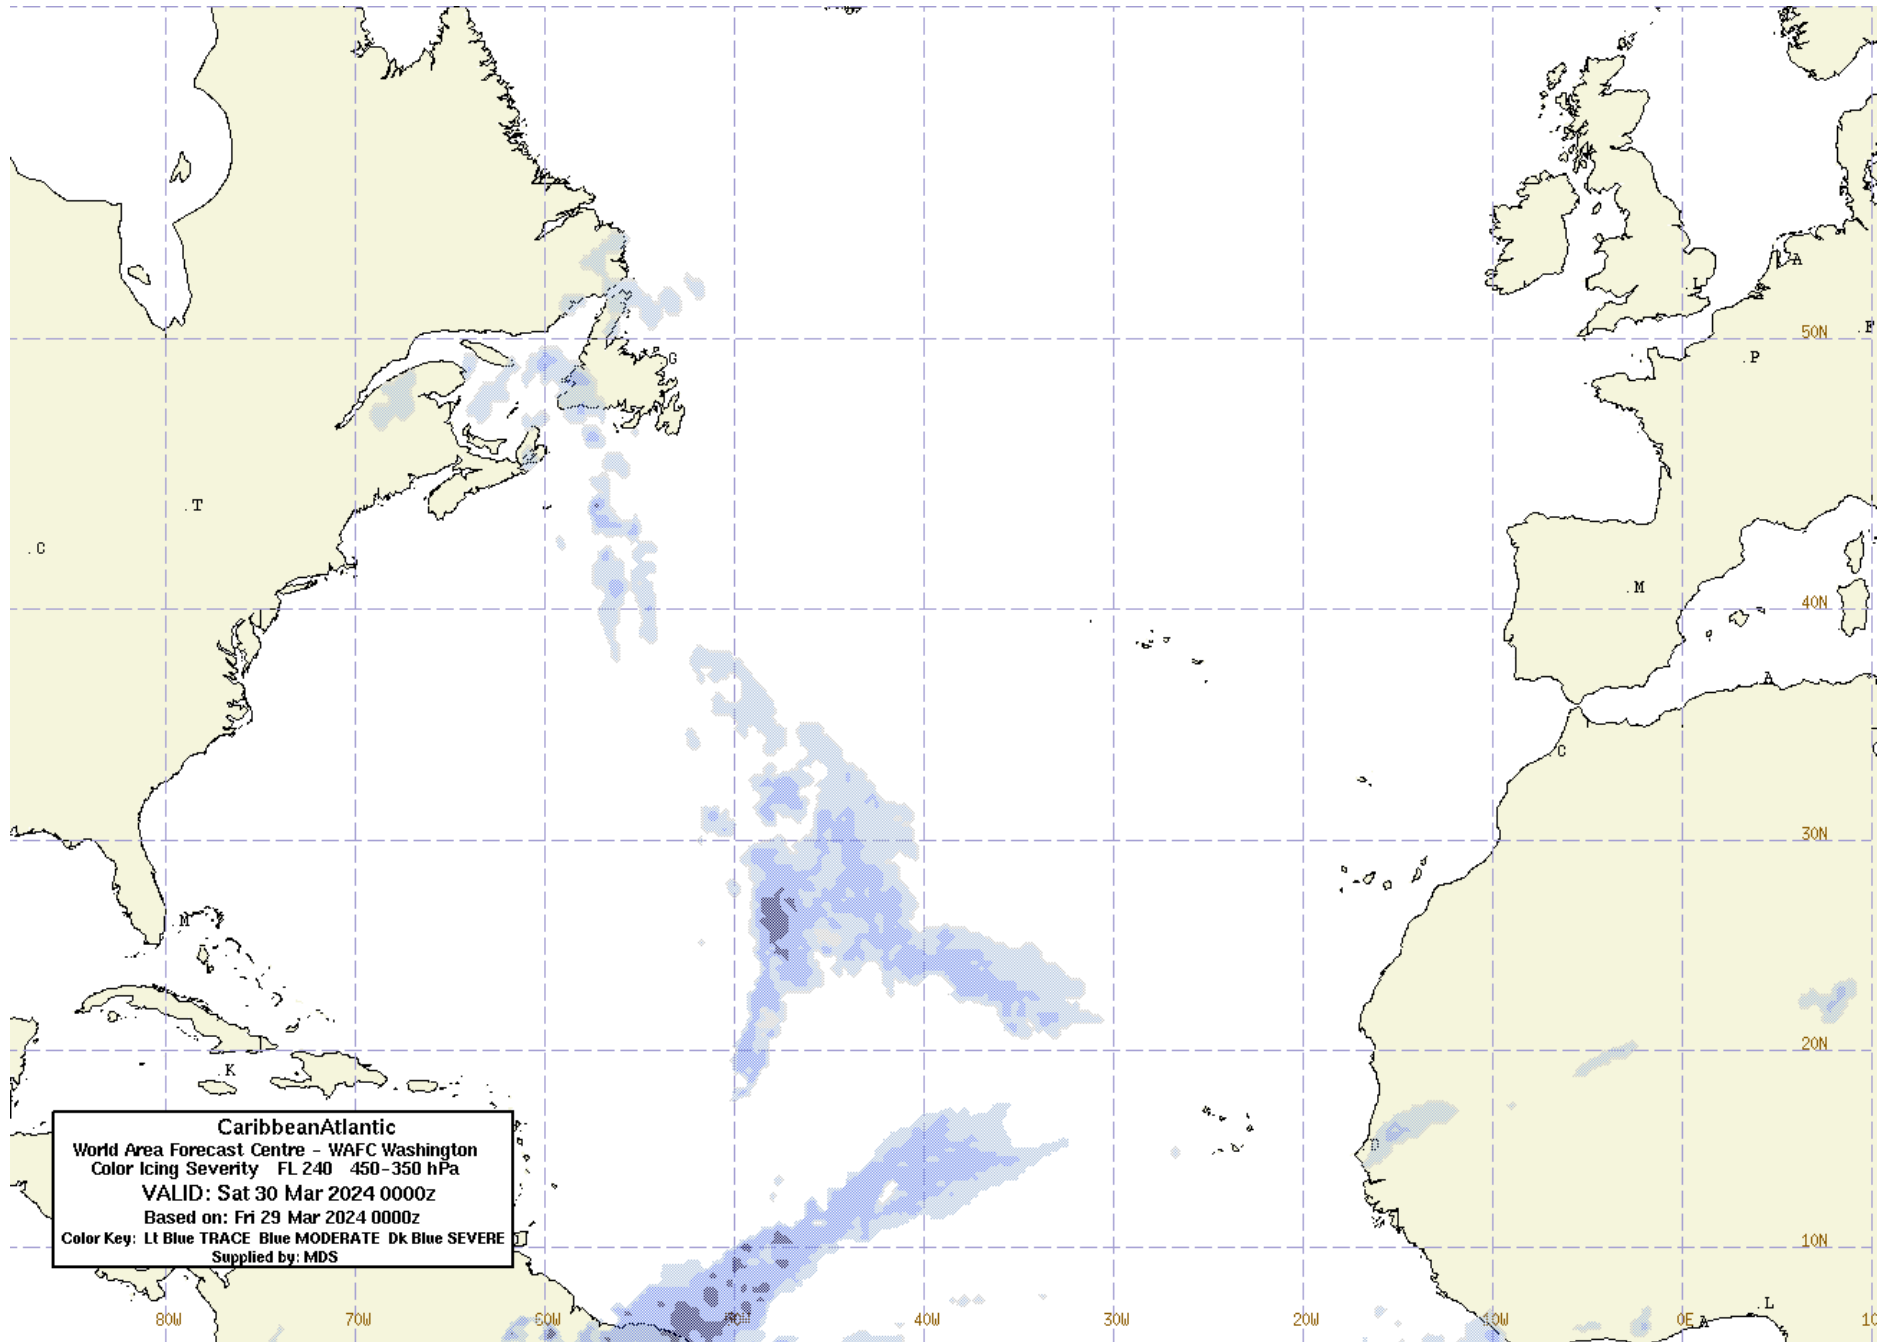 .A
.L
50N
.F
.P
.G
.T
.C
.M
40N
.A
.C
C
30N
.M
20N
.K
CaribbeanAtlantic
World Area Forecast Centre - WAFC Washington
Color Icing Severity FL 240 450-350 hPa
VALID: Sat 30 Mar 2024 0000z
Based on: Fri 29 Mar 2024 0000z
Color Key: Lt Blue TRACE Blue MODERATE Dk Blue SEVERE
Supplied by: MDS
.D
10N
.L
.A
80W 70W 60W 50W 40W 30W 20W 10W 0E 10